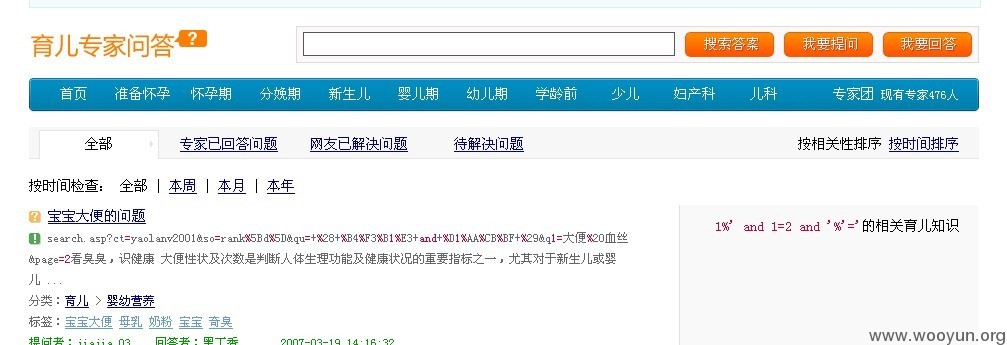 育儿专家问答 ?
搜索答案 我要提问 我要回答
首页 准备怀孕 怀孕期 分娩期 新生儿 婴儿期 幼儿期 学龄前 少儿 妇产科 儿科 专家团 现有专家476人
全部 专家已回答问题 网友已解决问题 待解决问题 按相关性排序 按时间排序
按时间检查： 全部 | 本周 | 本月 | 本年
宝宝大便的问题
search.asp?ct=yaolanv2001&so=rank%5Bd%5D&qu=+%28+%B4%F3%B1%E3+and+%D1%AA%CB%BF+%29&q1=大便%20血丝
&page=2看臭臭，识健康 大便性状及次数是判断人体生理功能及健康状况的重要指标之一，尤其对于新生儿或婴
儿 ...
分类：育儿 > 婴幼营养
标签：宝宝大便 母乳 奶粉 宝宝 奇臭
提问者：jiajia_03 回答者：黑丁香 2007-03-19 14:16:32
1%' and 1=2 and '%'='的相关育儿知识
www.wooyun.org